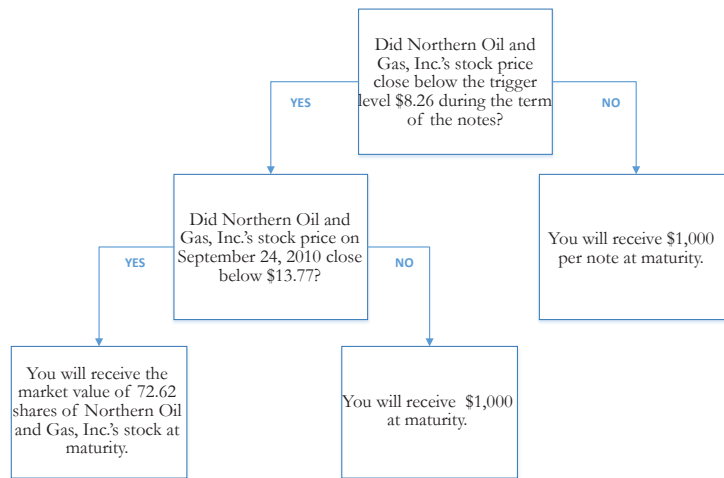 Did Northern Oil and
Gas, Inc.'s stock price
close below the trigger
level $8.26 during the term
of the notes?
YES
NO
Did Northern Oil and
Gas, Inc.'s stock price on
September 24, 2010 close
below $13.77?
You will receive $1,000
per note at maturity.
YES
NO
You will receive the
market value of 72.62
shares of Northern Oil
and Gas, Inc.'s stock at
maturity.
You will receive $1,000
at maturity.